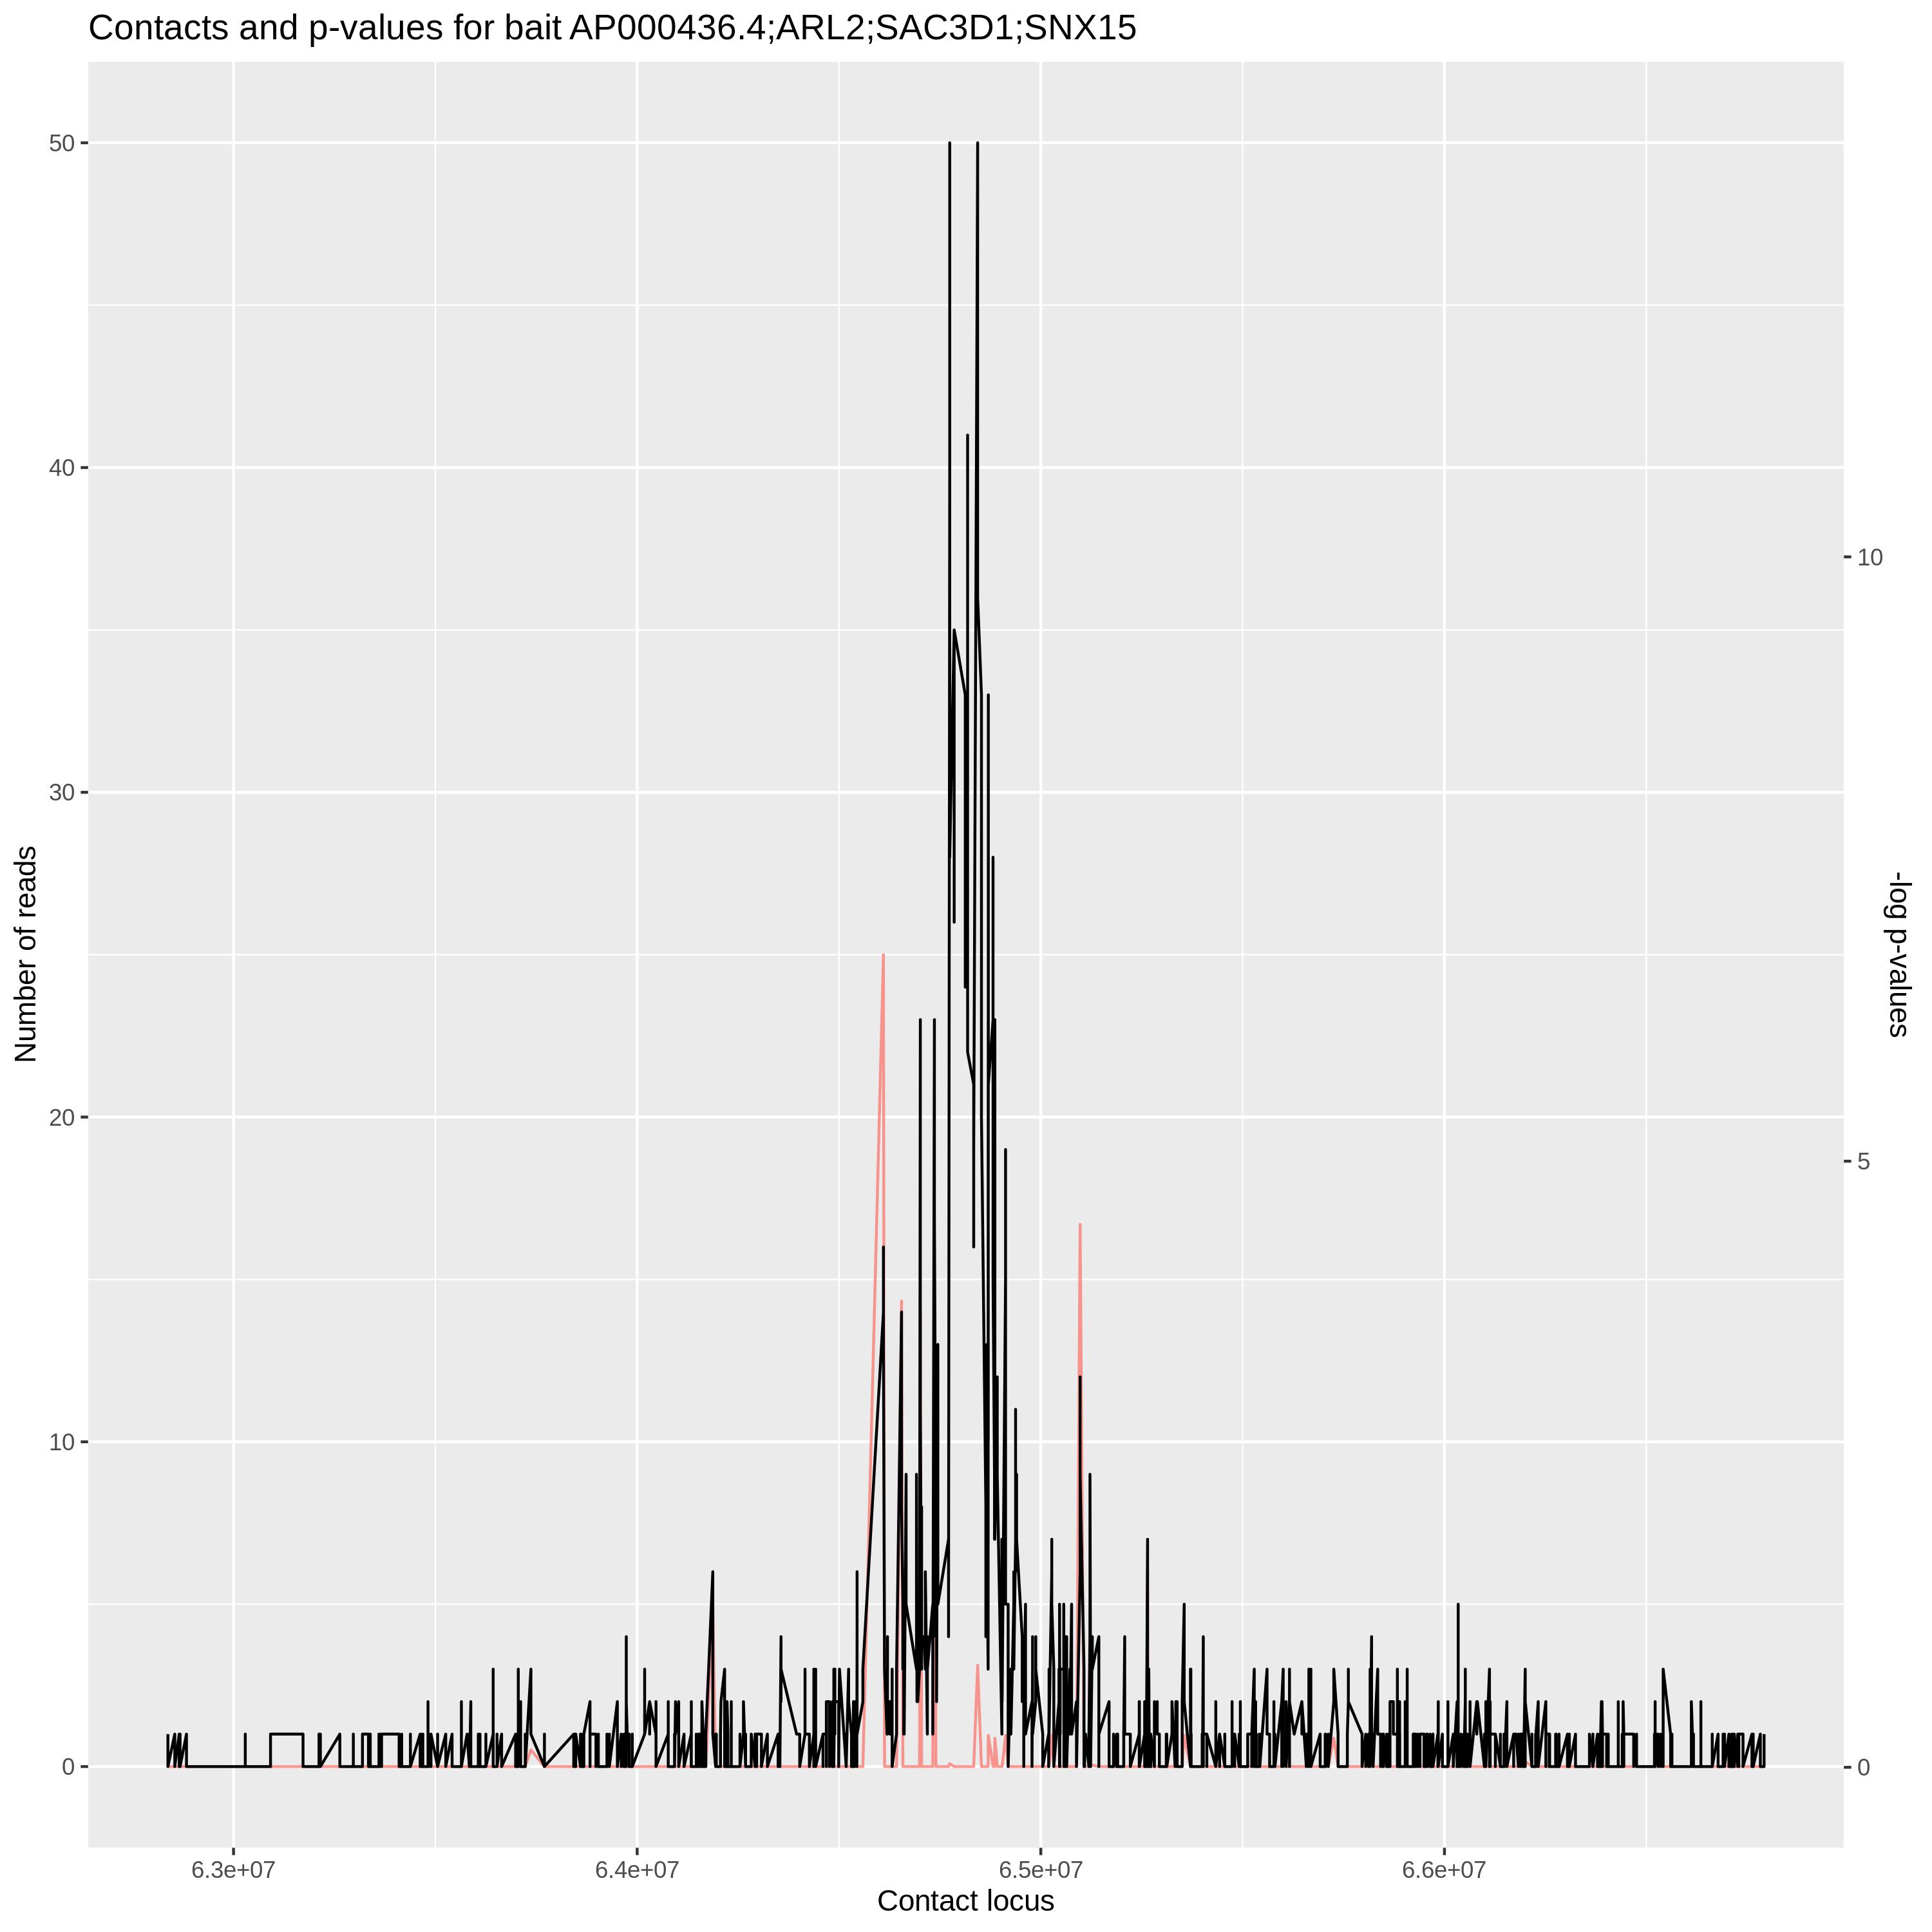 Contacts and p-values for bait AP000436.4;ARL2;SAC3D1;SNX15
50
40
30
20
10
0
Number of reads
10
5
0
-log p-values
6.3e+07
6.4e+07
6.5e+07
6.6e+07
Contact locus